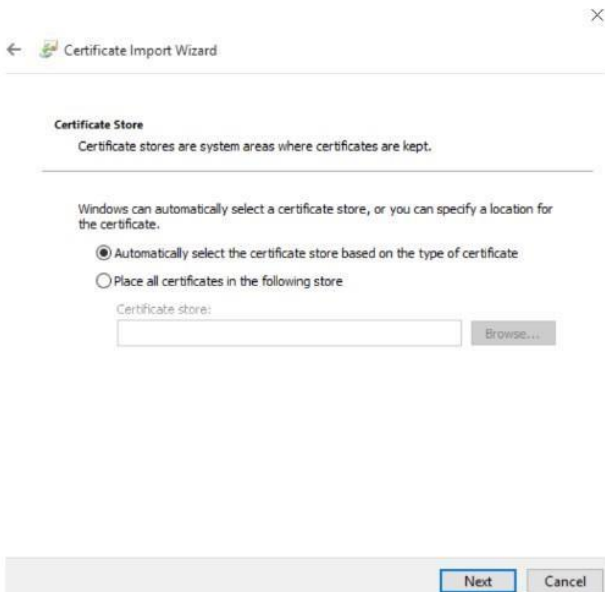 Certificate Import Wizard
Certificate Store
Certificate stores are system areas where certificates are kept.
Windows can automatically select a certificate store, or you can specify a location for
the certificate.
Automatically select the certificate store based on the type of certificate
Place all certificates in the following store
Certificate store:
Browse...
Next Cancel